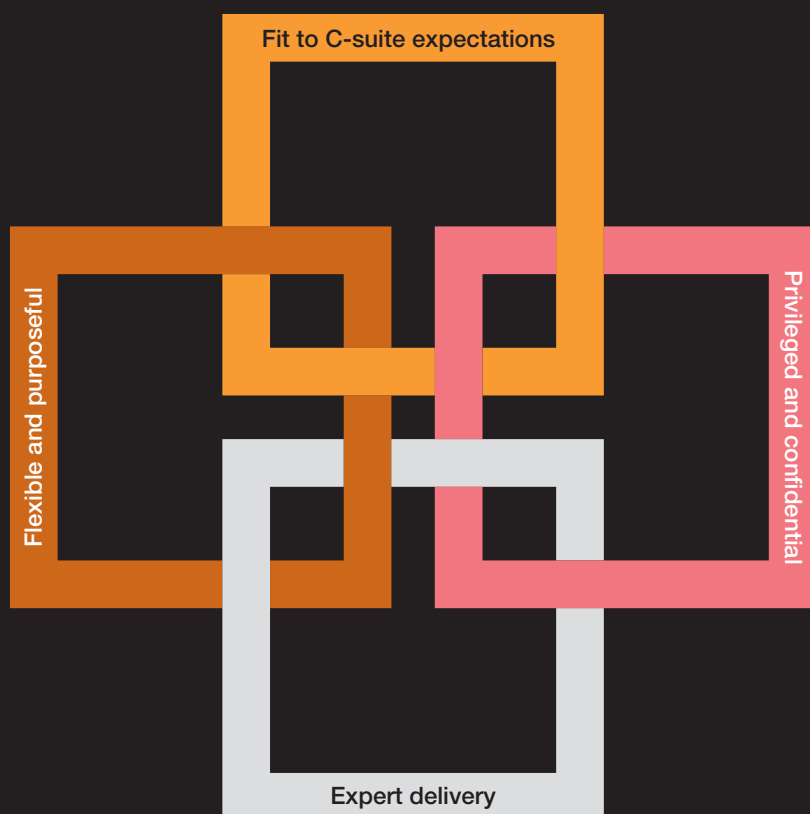 Fit to C-suite expectations
Flexible and purposeful
Privileged and confidential
Expert delivery